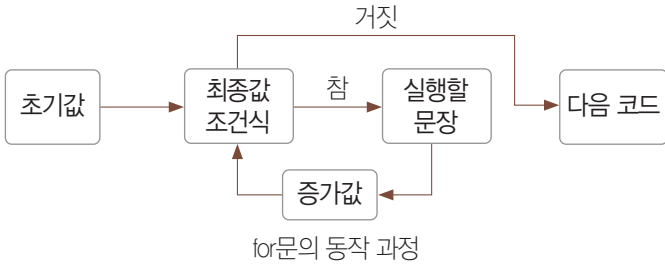 거짓
초기값
최종값
조건식
참
실행할
문장
다음 코드
증가값
for문의 동작 과정